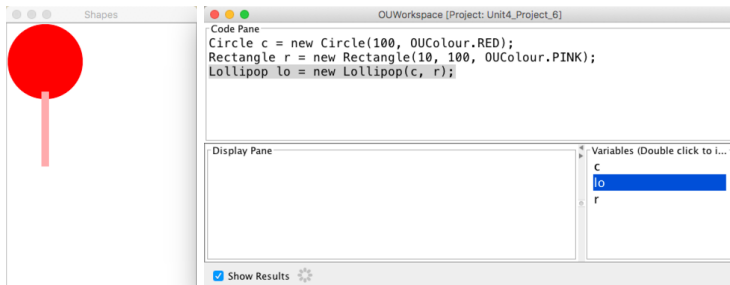 Shapes
OUWorkspace [Project: Unit4_Project_6]
Code Pane
Circle c = new Circle(100, OUColour.RED);
Rectangle r = new Rectangle(10, 100, OUColour.PINK);
Lollipop lo = new Lollipop(c, r);
Display Pane
Variables (Double click to i...
c
lo
r
Show Results